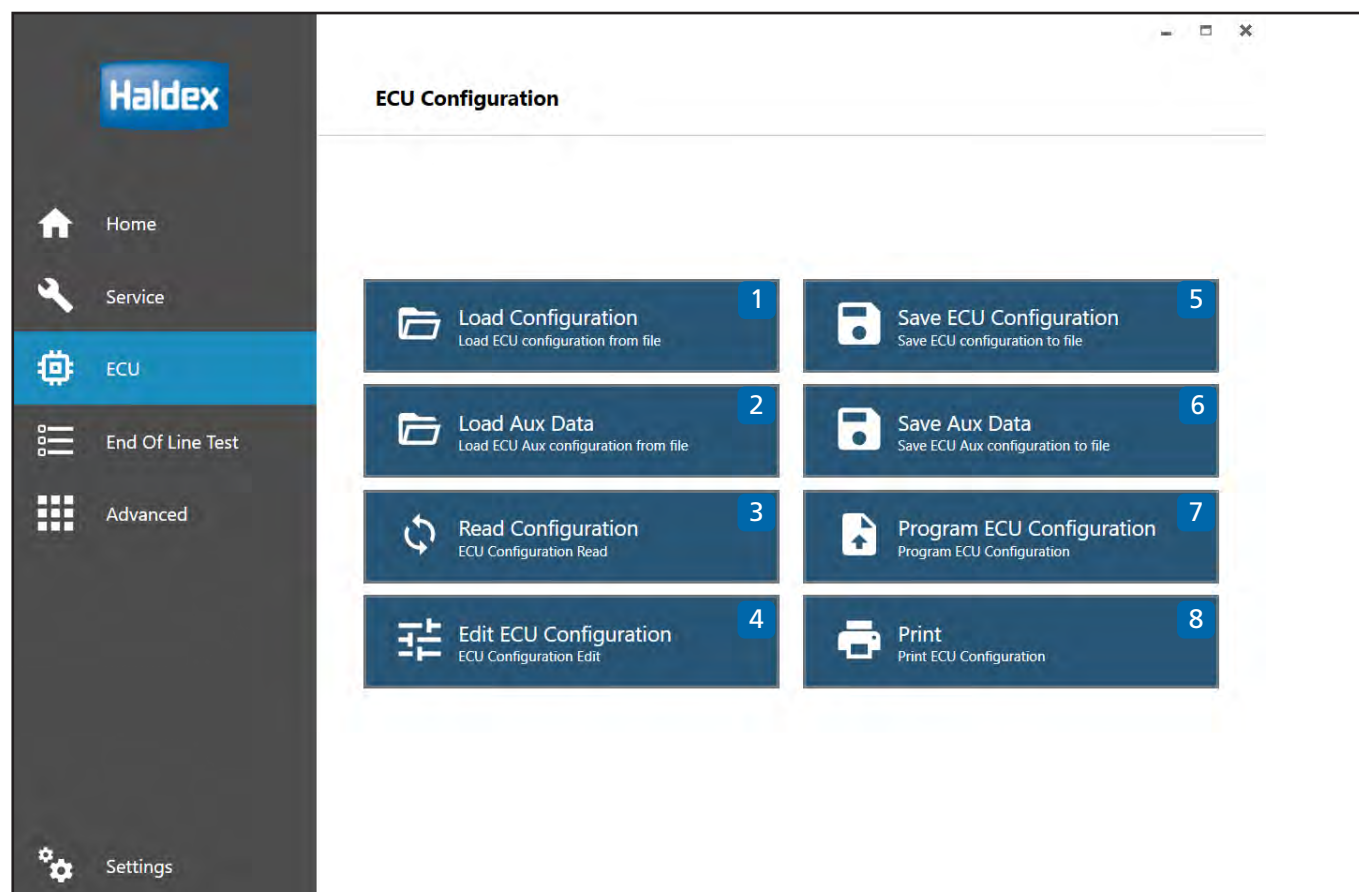 Haldex
ECU Configuration
Home
Service
ECU
End Of Line Test
Advanced
Settings
Load Configuration
Load ECU configuration from file
1
Load Aux Data
Load ECU Aux configuration from file
2
Read Configuration
ECU Configuration Read
3
Edit ECU Configuration
ECU Configuration Edit
4
Save ECU Configuration
Save ECU configuration to file
5
Save Aux Data
Save ECU Aux configuration to file
6
Program ECU Configuration
Program ECU Configuration
7
Print
Print ECU Configuration
8